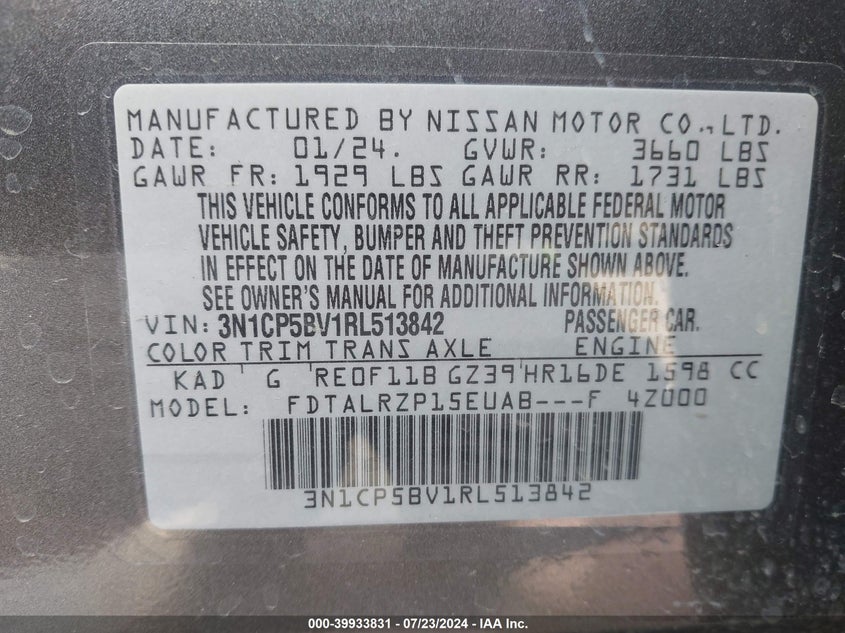 MANUFACTURED BY NISSAN MOTOR CO., LTD.
DATE: 01/24. GVWR: 3660 LBS
GAWR FR: 1929 LBS GAWR RR: 1731 LBS
THIS VEHICLE CONFORMS TO ALL APPLICABLE FEDERAL MOTOR
VEHICLE SAFETY, BUMPER AND THEFT PREVENTION STANDARDS
IN EFFECT ON THE DATE OF MANUFACTURE SHOWN ABOVE.
SEE OWNER'S MANUAL FOR ADDITIONAL INFORMATION.
VIN: 3N1CP5BV1RL513842 PASSENGER CAR.
COLOR TRIM TRANS AXLE ENGINE
KAD G RE0F11B GZ39 HR16DE 1598 CC
MODEL: FDTALRZP15EUAB---F 4Z000
3N1CP5BV1RL513842
000-39933831 / 07/23/2024 - IAA Inc.